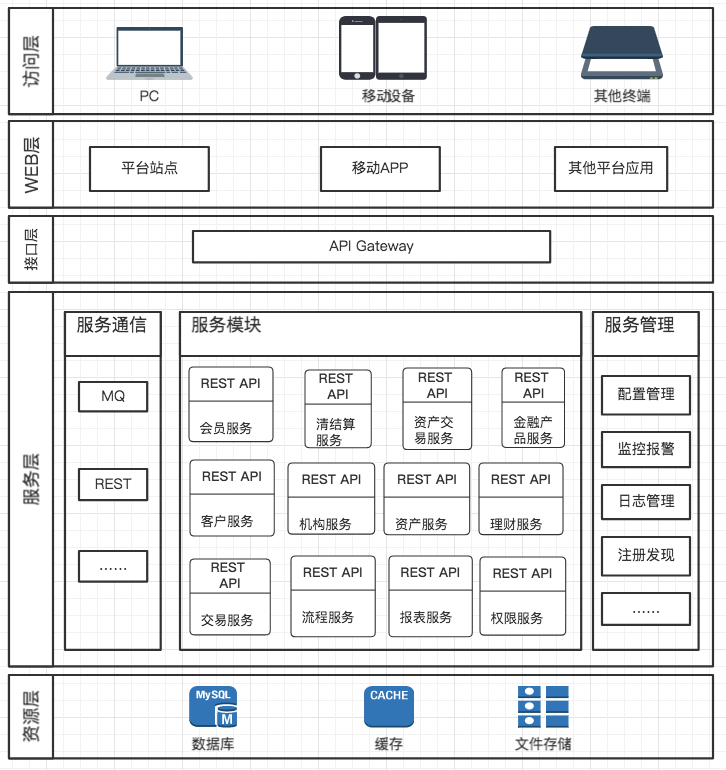 访问层
PC
移动设备
其他终端
WEB层
平台站点
移动APP
其他平台应用
接口层
API Gateway
服务层
服务通信
MQ
REST
......
服务模块
REST API
会员服务
REST
API
清结算
服务
REST
API
资产交
易服务
REST
API
金融产
品服务
REST API
客户服务
REST API
机构服务
REST API
资产服务
REST API
理财服务
REST
API
交易服务
REST API
流程服务
REST API
报表服务
REST API
权限服务
服务管理
配置管理
监控报警
日志管理
注册发现
......
资源层
MySQL
M
数据库
CACHE
缓存
文件存储